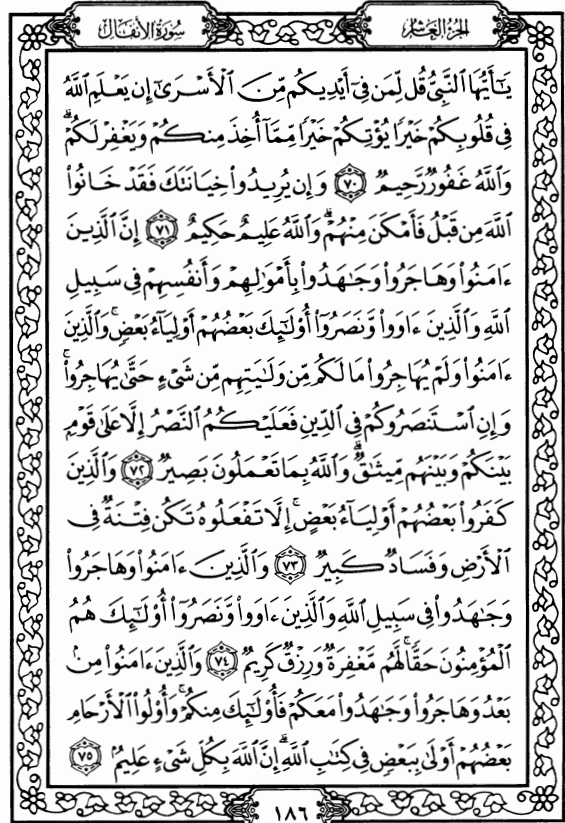 سُورَةُ الأَنفَالِ
الجُزءُ العَاشِرُ
يَٰٓأَيُّهَا ٱلنَّبِيُّ قُل لِّمَن فِيٓ أَيۡدِيكُم مِّنَ ٱلۡأَسۡرَىٰٓ إِن يَعۡلَمِ ٱللَّهُ
فِي قُلُوبِكُمۡ خَيۡرٗا يُؤۡتِكُمۡ خَيۡرٗا مِّمَّآ أُخِذَ مِنكُمۡ وَيَغۡفِرۡ لَكُمۡۚ
وَٱللَّهُ غَفُورٞ رَّحِيمٞ ٧٠ وَإِن يُرِيدُواْ خِيَانَتَكَ فَقَدۡ خَانُواْ
ٱللَّهَ مِن قَبۡلُ فَأَمۡكَنَ مِنۡهُمۡۗ وَٱللَّهُ عَلِيمٌ حَكِيمٌ ٧١ إِنَّ ٱلَّذِينَ
ءَامَنُواْ وَهَاجَرُواْ وَجَٰهَدُواْ بِأَمۡوَٰلِهِمۡ وَأَنفُسِهِمۡ فِي سَبِيلِ
ٱللَّهِ وَٱلَّذِينَ ءَاوَواْ وَّنَصَرُوٓاْ أُوْلَٰٓئِكَ بَعۡضُهُمۡ أَوۡلِيَآءُ بَعۡضٖۚ وَٱلَّذِينَ
ءَامَنُواْ وَلَمۡ يُهَاجِرُواْ مَا لَكُم مِّن وَلَٰيَتِهِم مِّن شَيۡءٍ حَتَّىٰ يُهَاجِرُواْۚ
وَإِنِ ٱسۡتَنصَرُوكُمۡ فِي ٱلدِّينِ فَعَلَيۡكُمُ ٱلنَّصۡرُ إِلَّا عَلَىٰ قَوۡمِۭ
بَيۡنَكُمۡ وَبَيۡنَهُم مِّيثَٰقٞۗ وَٱللَّهُ بِمَا تَعۡمَلُونَ بَصِيرٞ ٧٢ وَٱلَّذِينَ
كَفَرُواْ بَعۡضُهُمۡ أَوۡلِيَآءُ بَعۡضٍۚ إِلَّا تَفۡعَلُوهُ تَكُن فِتۡنَةٞ فِي
ٱلۡأَرۡضِ وَفَسَادٞ كَبِيرٞ ٧٣ وَٱلَّذِينَ ءَامَنُواْ وَهَاجَرُواْ
وَجَٰهَدُواْ فِي سَبِيلِ ٱللَّهِ وَٱلَّذِينَ ءَاوَواْ وَّنَصَرُوٓاْ أُوْلَٰٓئِكَ هُمُ
ٱلۡمُؤۡمِنُونَ حَقّٗاۚ لَّهُم مَّغۡفِرَةٞ وَرِزۡقٞ كَرِيمٞ ٧٤ وَٱلَّذِينَ ءَامَنُواْ مِنۢ
بَعۡدُ وَهَاجَرُواْ وَجَٰهَدُواْ مَعَكُمۡ فَأُوْلَٰٓئِكَ مِنكُمۡۚ وَأُوْلُواْ ٱلۡأَرۡحَامِ
بَعۡضُهُمۡ أَوۡلَىٰ بِبَعۡضٖ فِي كِتَٰبِ ٱللَّهِۚ إِنَّ ٱللَّهَ بِكُلِّ شَيۡءٍ عَلِيمُۢ ٧٥
١٨٦